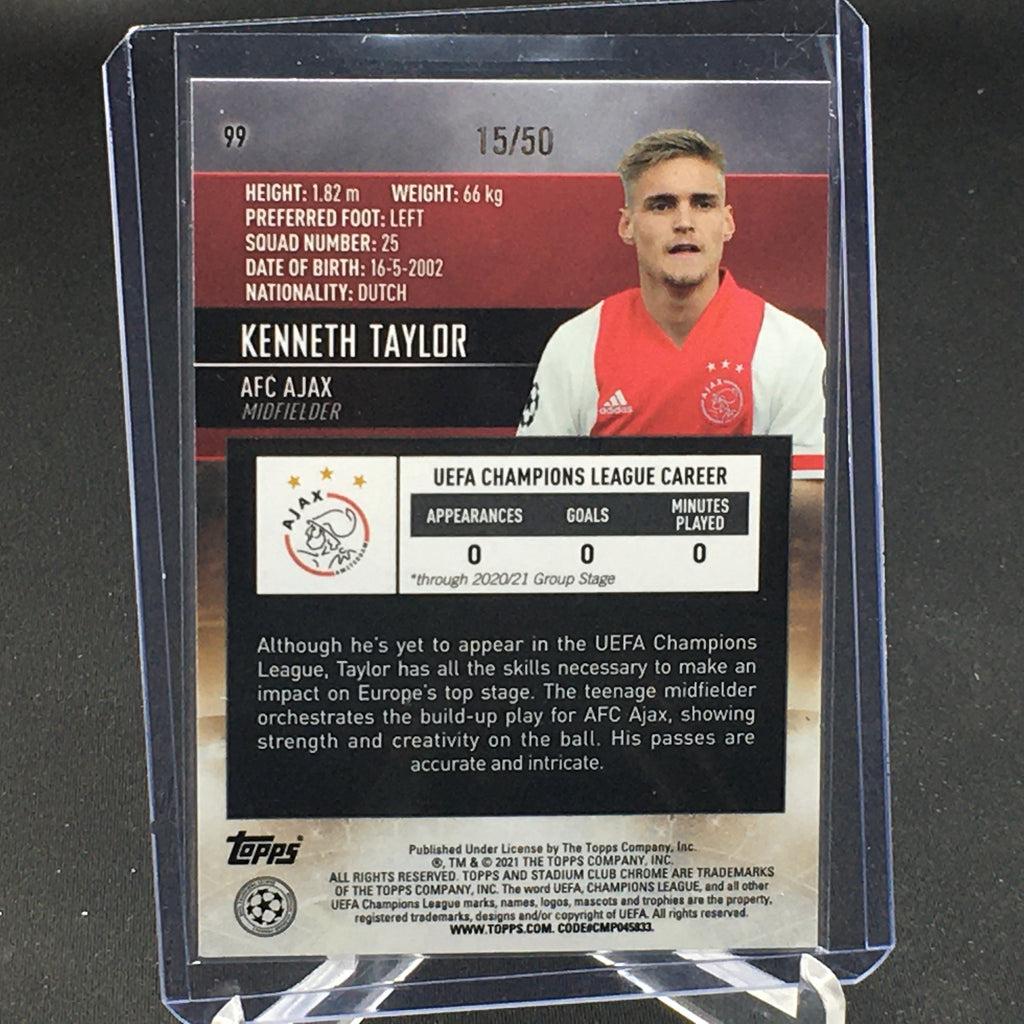 99
15/50
HEIGHT: 1.82 m WEIGHT: 66 kg
PREFERRED FOOT: LEFT
SQUAD NUMBER: 25
DATE OF BIRTH: 16-5-2002
NATIONALITY: DUTCH
KENNETH TAYLOR
AFC AJAX
MIDFIELDER
adidas
AJAX
AJAX
AMSTERDAM
UEFA CHAMPIONS LEAGUE CAREER
APPEARANCES GOALS MINUTES PLAYED
0 0 0
*through 2020/21 Group Stage
Although he's yet to appear in the UEFA Champions
League, Taylor has all the skills necessary to make an
impact on Europe's top stage. The teenage midfielder
orchestrates the build-up play for AFC Ajax, showing
strength and creativity on the ball. His passes are
accurate and intricate.
Topps
Published Under License by The Topps Company, Inc.
®, TM & © 2021 THE TOPPS COMPANY, INC.
ALL RIGHTS RESERVED. TOPPS AND STADIUM CLUB CHROME ARE TRADEMARKS
OF THE TOPPS COMPANY, INC. The word UEFA, CHAMPIONS LEAGUE, and all other
UEFA Champions League marks, names, logos, mascots and trophies are the property,
registered trademarks, designs and/or copyright of UEFA. All rights reserved.
WWW.TOPPS.COM. CODE#CMP045833.